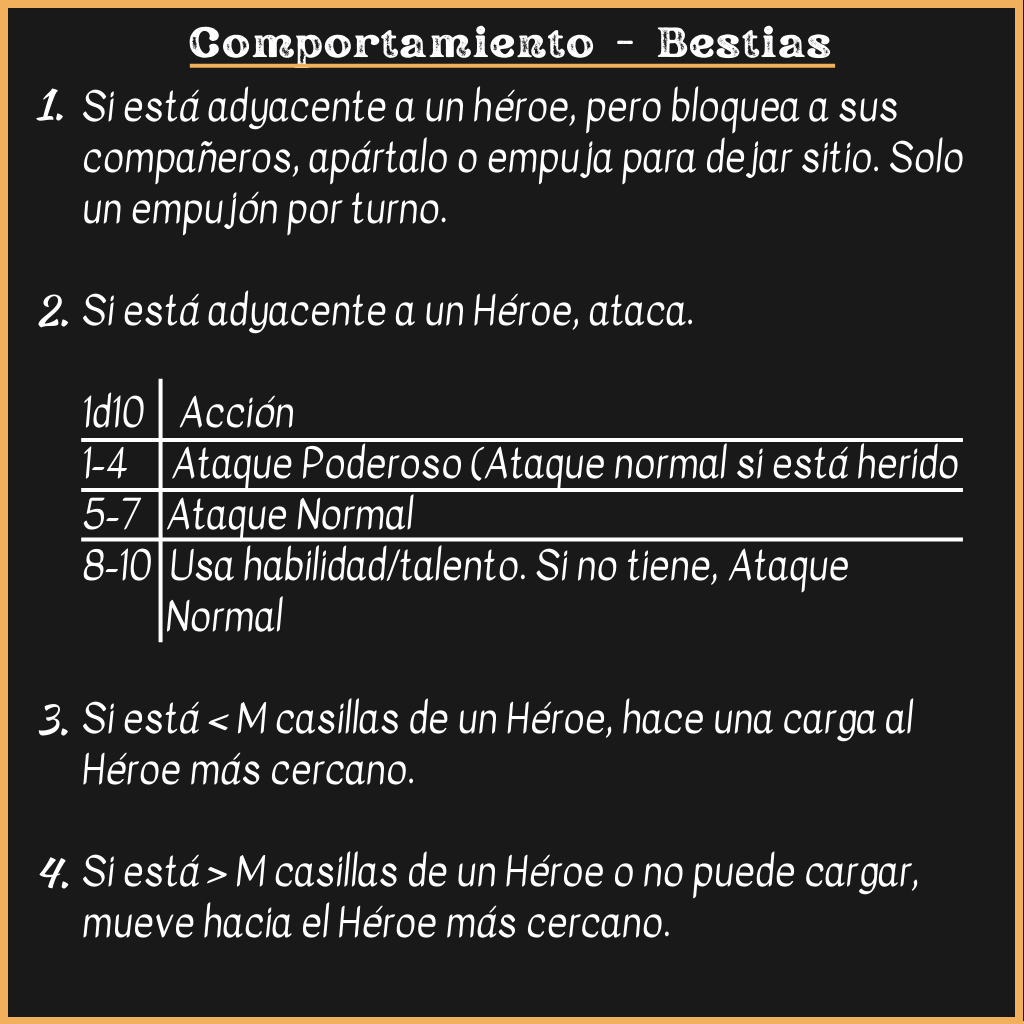 Comportamiento - Bestias
1. Si está adyacente a un héroe, pero bloquea a sus
compañeros, apártalo o empuja para dejar sitio. Solo
un empujón por turno.
2. Si está adyacente a un Héroe, ataca.
1d10 Acción
1-4 Ataque Poderoso (Ataque normal si está herido
5-7 Ataque Normal
8-10 Usa habilidad/talento. Si no tiene, Ataque
Normal
3. Si está < M casillas de un Héroe, hace una carga al
Héroe más cercano.
4. Si está > M casillas de un Héroe o no puede cargar,
mueve hacia el Héroe más cercano.